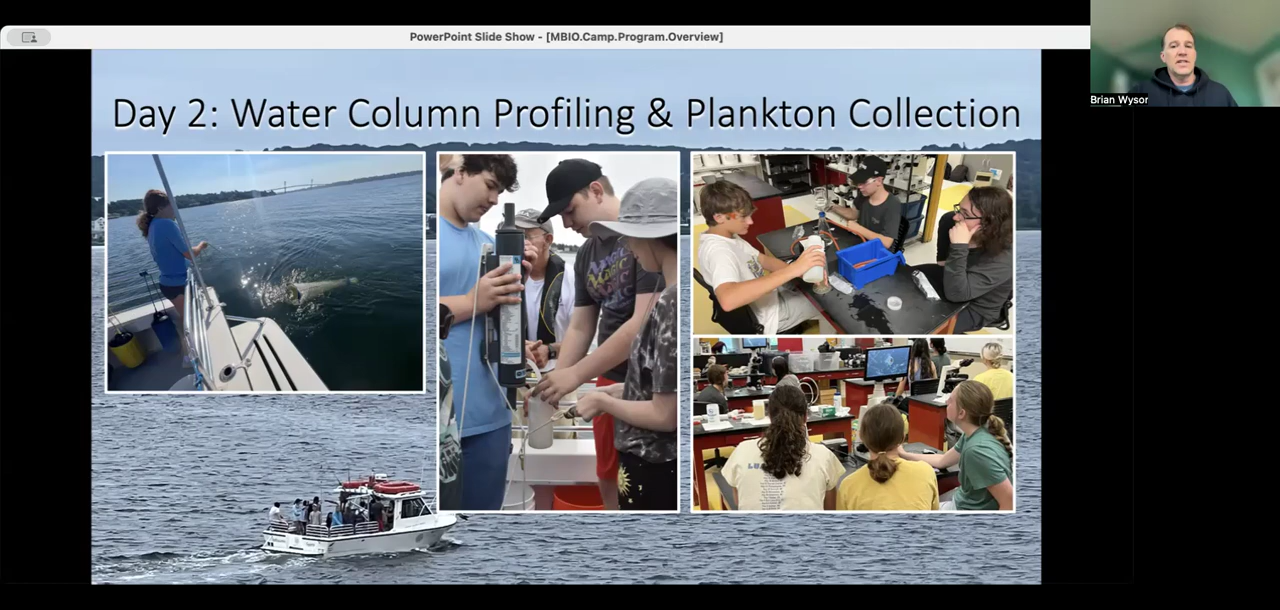 PowerPoint Slide Show - [MBIO.Camp.Program.Overview]
Brian Wysor
Day 2: Water Column Profiling & Plankton Collection